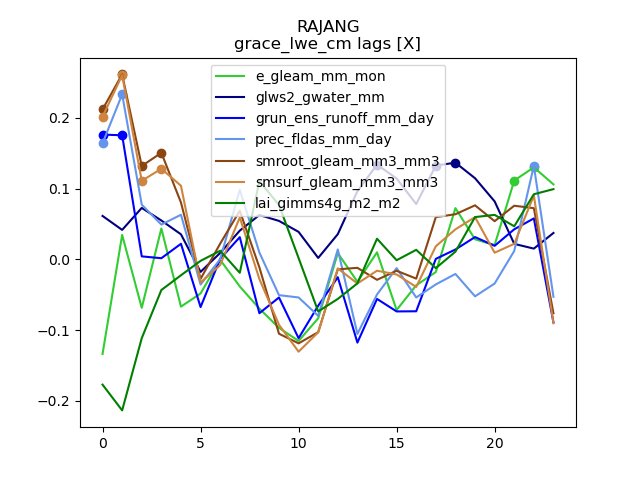 RAJANG
grace_lwe_cm lags [X]
e_gleam_mm_mon
glws2_gwater_mm
grun_ens_runoff_mm_day
prec_fldas_mm_day
smroot_gleam_mm3_mm3
smsurf_gleam_mm3_mm3
lai_gimms4g_m2_m2
0.2
0.1
0.0
−0.1
−0.2
0 5 10 15 20